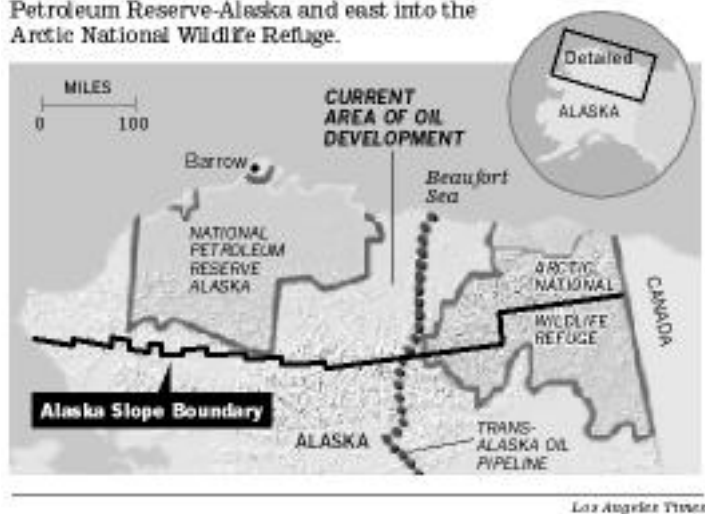 Petroleum Reserve-Alaska and east into the
Arctic National Wildlife Refuge.
MILES
0 100
CURRENT
AREA OF OIL
DEVELOPMENT
Detailed
ALASKA
Barrow
Beaufort
Sea
NATIONAL
PETROLEUM
RESERVE
ALASKA
ARCTIC
NATIONAL
WILDLIFE
REFUGE
CANADA
Alaska Slope Boundary
ALASKA
TRANS-
ALASKA OIL
PIPELINE
Los Angeles Times